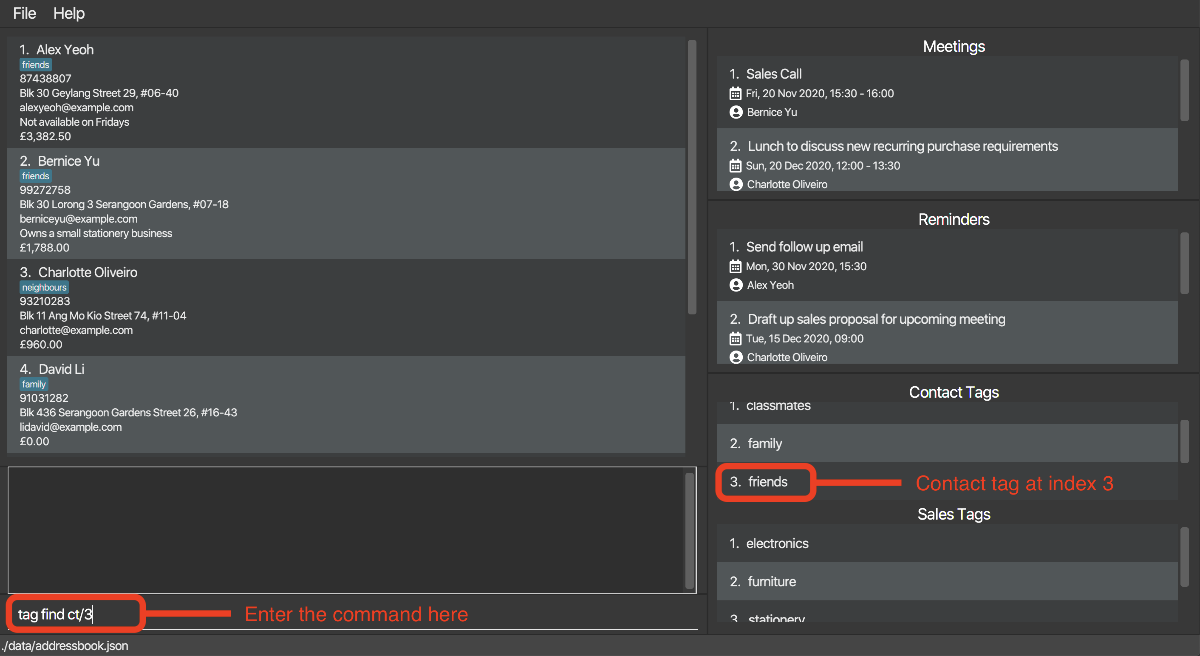 File Help
1. Alex Yeoh
friends
87438807
Blk 30 Geylang Street 29, #06-40
alexyeoh@example.com
Not available on Fridays
£3,382.50
2. Bernice Yu
friends
99272758
Blk 30 Lorong 3 Serangoon Gardens, #07-18
berniceyu@example.com
Owns a small stationery business
£1,788.00
3. Charlotte Oliveiro
neighbours
93210283
Blk 11 Ang Mo Kio Street 74, #11-04
charlotte@example.com
£960.00
4. David Li
family
91031282
Blk 436 Serangoon Gardens Street 26, #16-43
lidavid@example.com
£0.00
tag find ct/3
Enter the command here
./data/addressbook.json
Meetings
1. Sales Call
Fri, 20 Nov 2020, 15:30 - 16:00
Bernice Yu
2. Lunch to discuss new recurring purchase requirements
Sun, 20 Dec 2020, 12:00 - 13:30
Charlotte Oliveiro
Reminders
1. Send follow up email
Mon, 30 Nov 2020, 15:30
Alex Yeoh
2. Draft up sales proposal for upcoming meeting
Tue, 15 Dec 2020, 09:00
Charlotte Oliveiro
Contact Tags
1. classmates
2. family
3. friends
Contact tag at index 3
Sales Tags
1. electronics
2. furniture
3. stationery